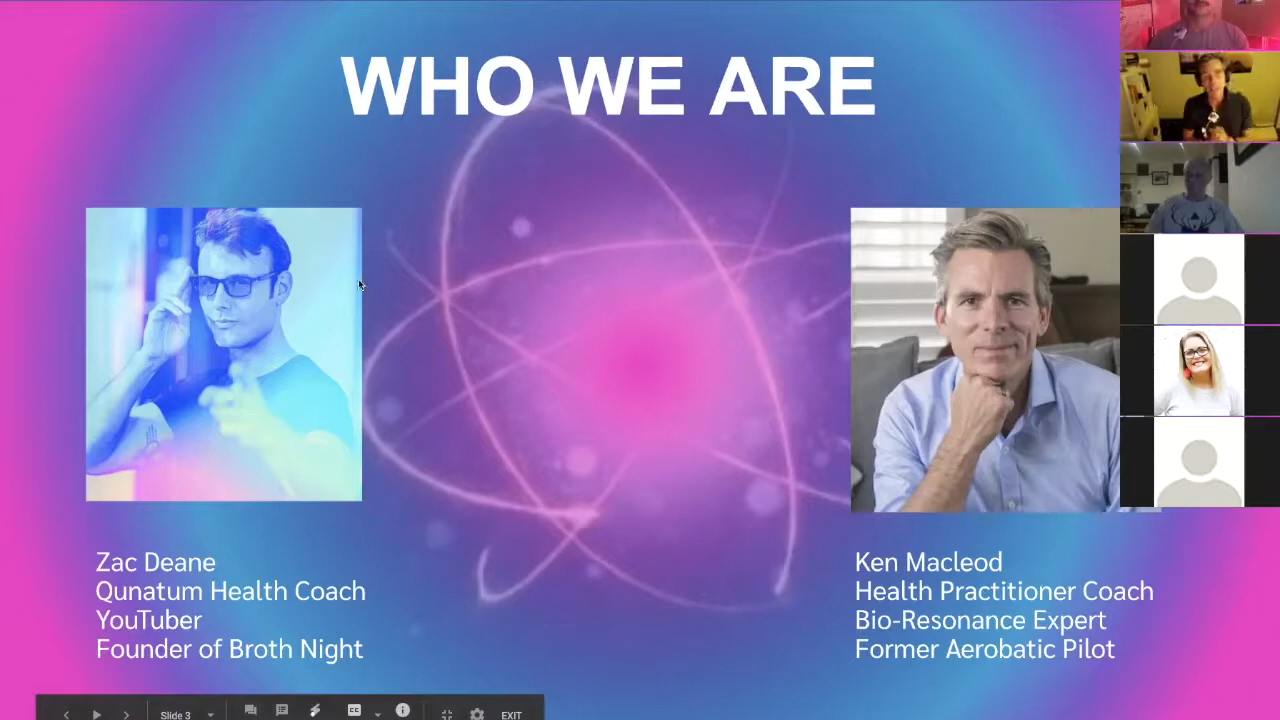 WHO WE ARE
Zac Deane
Qunatum Health Coach
YouTuber
Founder of Broth Night
Ken Macleod
Health Practitioner Coach
Bio-Resonance Expert
Former Aerobatic Pilot
Slide 3
CC
EXIT